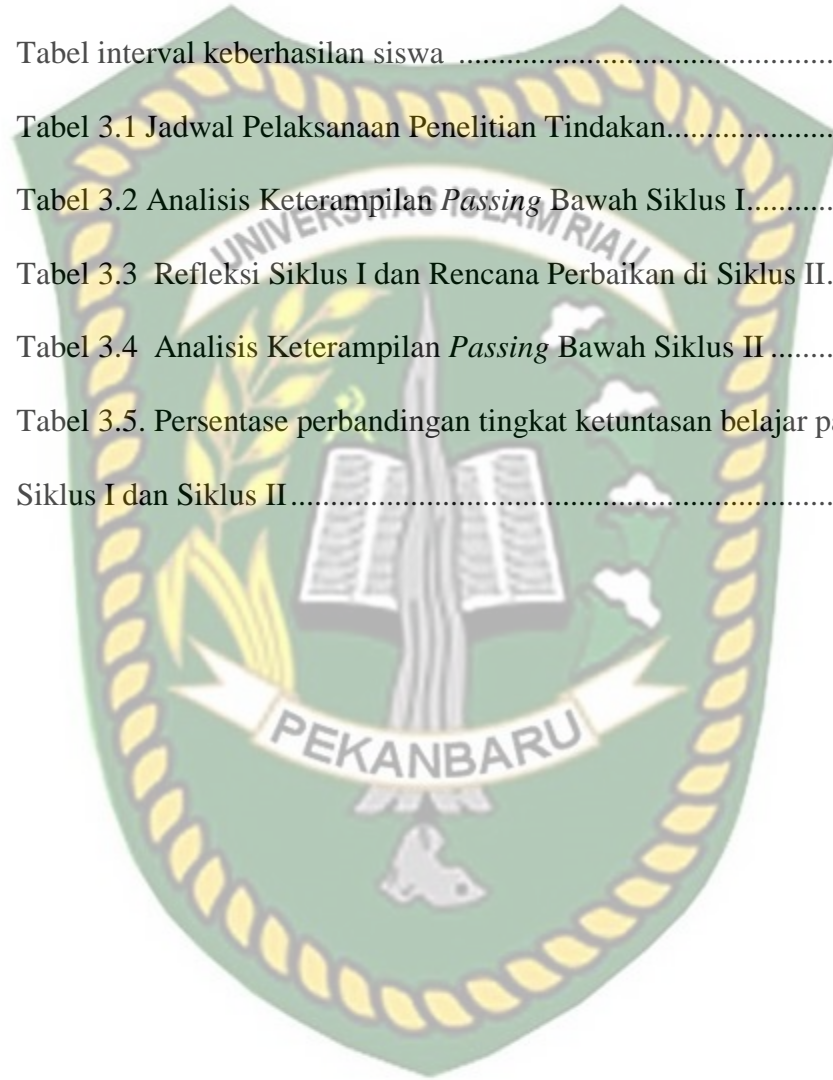 Tabel interval keberhasilan siswa ...............................................
Tabel 3.1 Jadwal Pelaksanaan Penelitian Tindakan.....................
Tabel 3.2 Analisis Keterampilan Passing Bawah Siklus I...........
Tabel 3.3  Refleksi Siklus I dan Rencana Perbaikan di Siklus II.
Tabel 3.4  Analisis Keterampilan Passing Bawah Siklus II ........
Tabel 3.5. Persentase perbandingan tingkat ketuntasan belajar
Siklus I dan Siklus II ....................................................................
UNIVERSITAS ISLAM RIAU
PEKANBARU